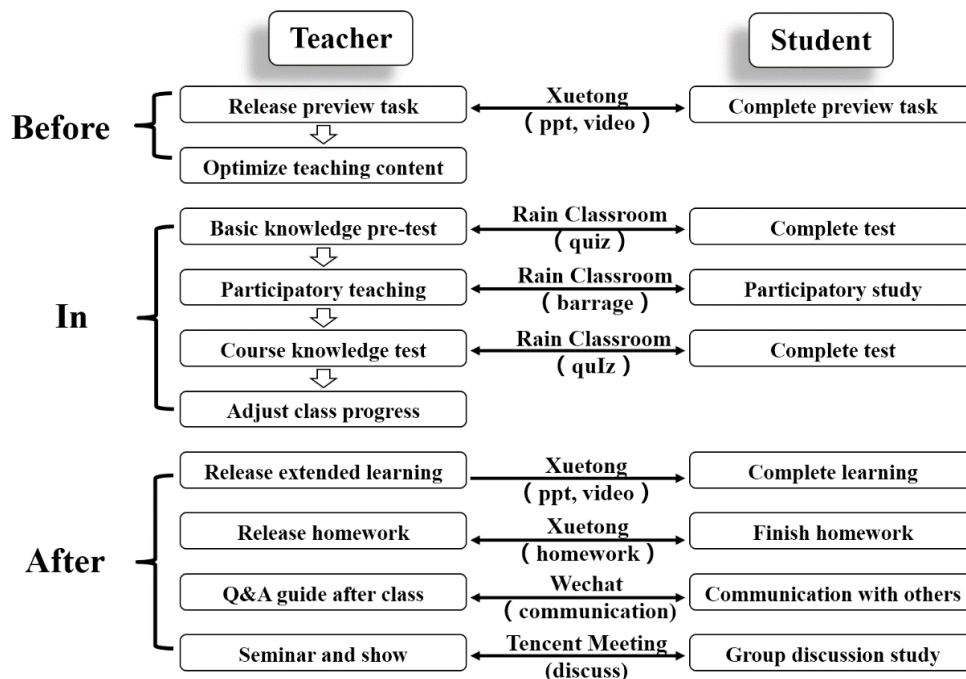 Teacher
Student
Before
Release preview task
Xuetong
( ppt, video )
Complete preview task
Optimize teaching content
In
Basic knowledge pre-test
Rain Classroom
( quiz )
Complete test
Participatory teaching
Rain Classroom
( barrage )
Participatory study
Course knowledge test
Rain Classroom
( quIz )
Complete test
Adjust class progress
After
Release extended learning
Xuetong
( ppt, video )
Complete learning
Release homework
Xuetong
( homework )
Finish homework
Q&A guide after class
Wechat
( communication)
Communication with others
Seminar and show
Tencent Meeting
(discuss)
Group discussion study